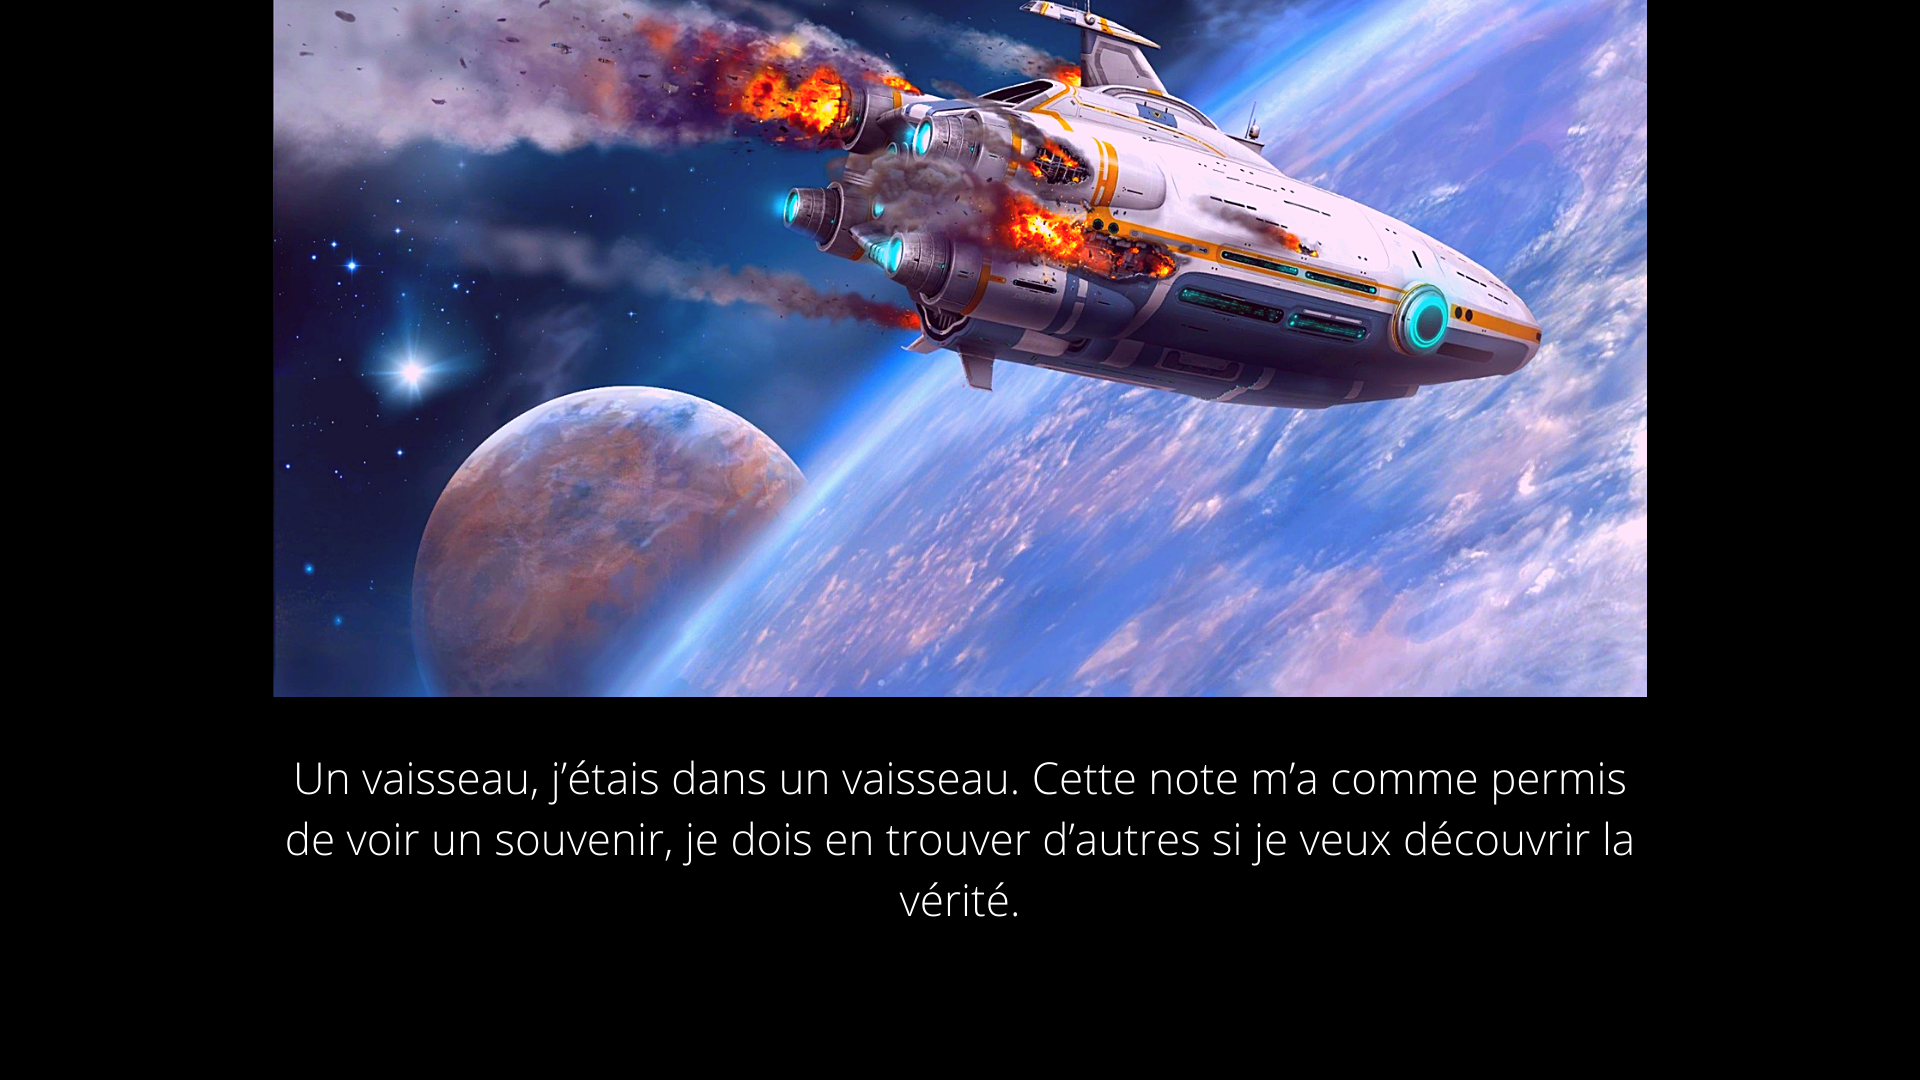 Un vaisseau, j’étais dans un vaisseau. Cette note m’a comme permis
de voir un souvenir, je dois en trouver d’autres si je veux découvrir la
vérité.